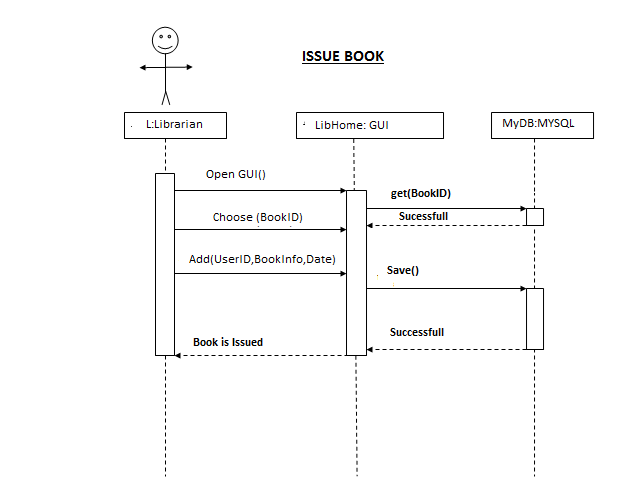 ISSUE BOOK
L:Librarian
LibHome: GUI
MyDB:MYSQL
Open GUI()
get(BookID)
Choose (BookID)
Sucessfull
Add(UserID,BookInfo,Date)
Save()
Successfull
Book is Issued